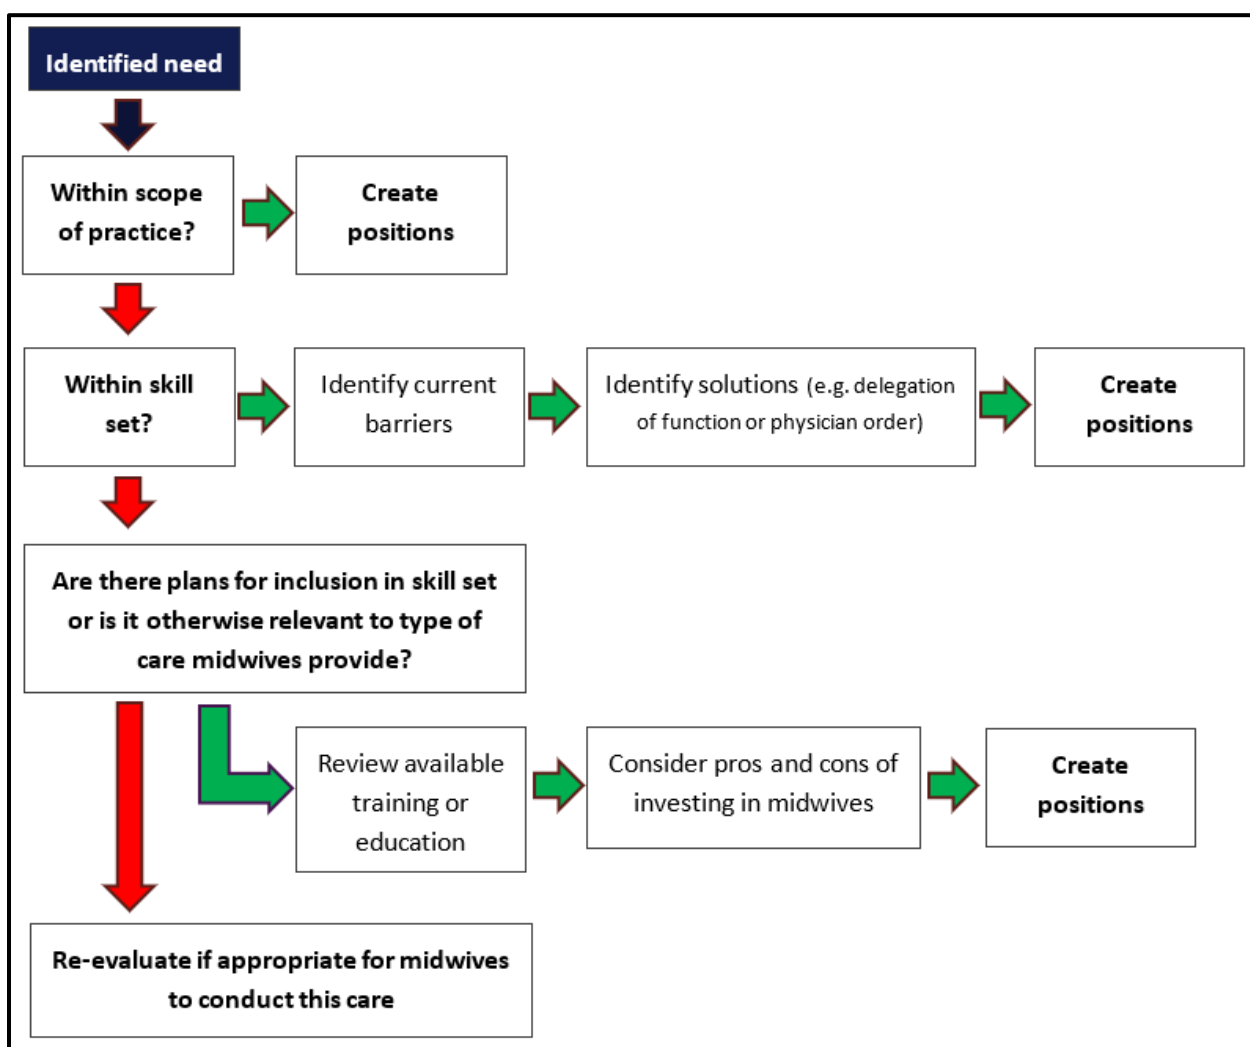 Identified need
Within scope
of practice?
Create
positions
Within skill
set?
Identify current
barriers
Identify solutions (e.g. delegation
of function or physician order)
Create
positions
Are there plans for inclusion in skill set
or is it otherwise relevant to type of
care midwives provide?
Review available
training or
education
Consider pros and cons of
investing in midwives
Create
positions
Re-evaluate if appropriate for midwives
to conduct this care